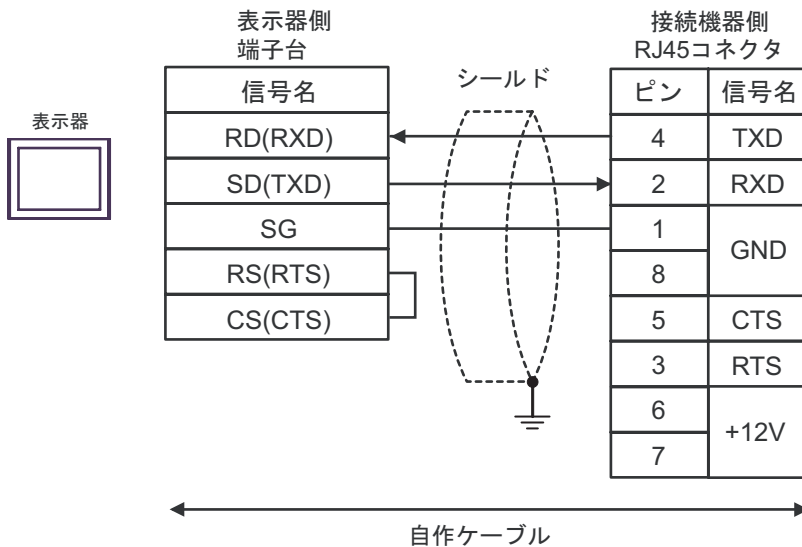 表示器側
端子台
接続機器側
RJ45コネクタ
シールド
表示器
信号名
RD(RXD)
SD(TXD)
SG
RS(RTS)
CS(CTS)
ピン 信号名
4 TXD
2 RXD
1
GND
8
5 CTS
3 RTS
6
+12V
7
自作ケーブル